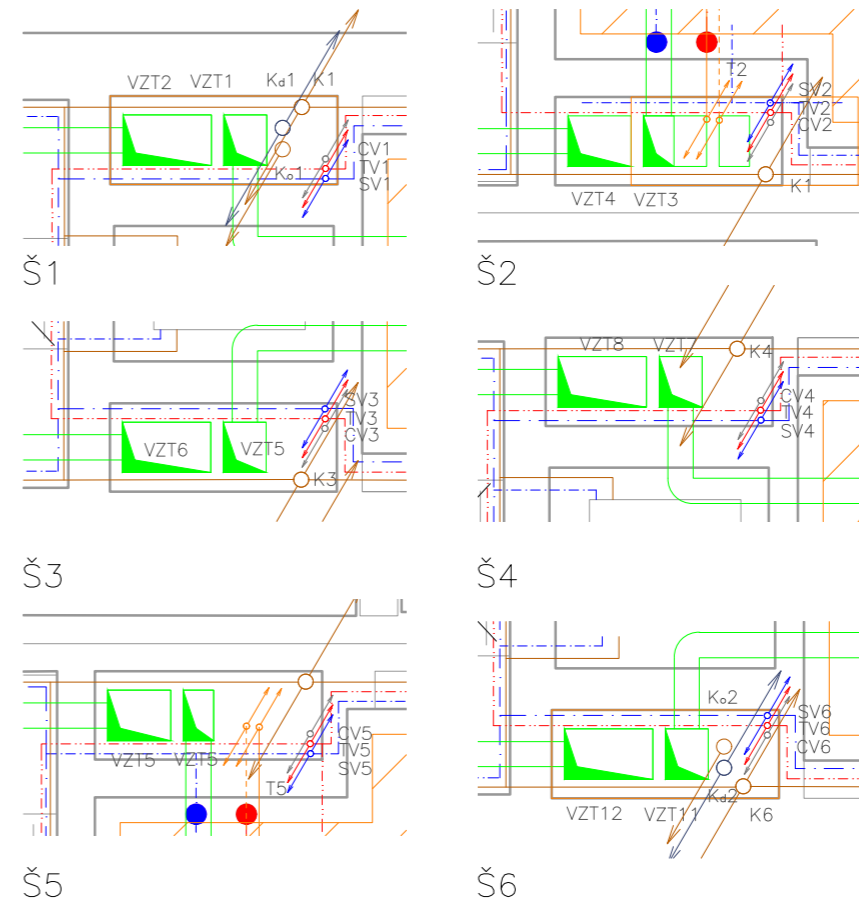 VZT2 VZT1 Kd1 K1
CV1
Ko1 TV1
SV1
Š1
T2
SV2
TV2
CV2
VZT4 VZT3 K1
Š2
SV3
TV3
VZT6 VZT5 CV3
K3
Š3
VZT8 VZT7 K4
CV4
TV4
SV4
Š4
CV5
TV5
VZT5 VZT5 SV5
T5
Š5
Ko2
SV6
TV6
CV6
Kd2
VZT12 VZT11 K6
Š6